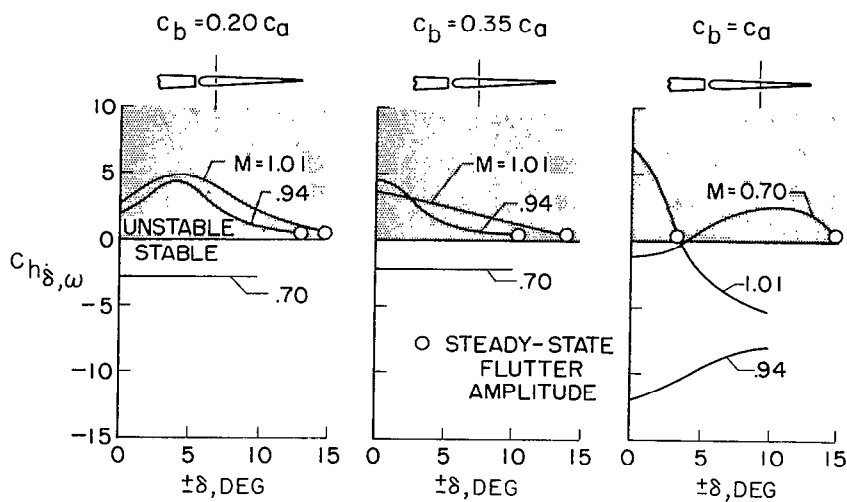 c_b = 0.20 c_a
c_b = 0.35 c_a
c_b = c_a
10
5
0
-5
-10
-15
C_hδ̇,ω
M=1.01
.94
UNSTABLE
STABLE
.70
0
5
10
15
±δ, DEG
M=1.01
.94
.70
O STEADY-STATE
FLUTTER
AMPLITUDE
0
5
10
15
±δ, DEG
M=0.70
1.01
.94
0
5
10
15
±δ, DEG